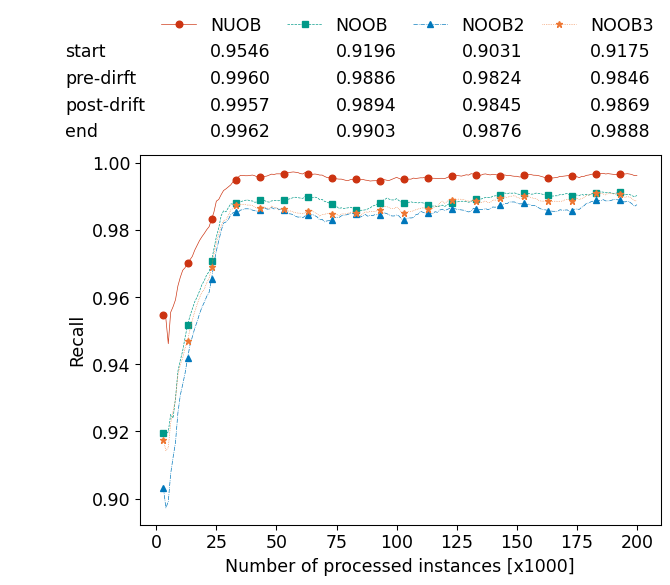 NUOB NOOB NOOB2 NOOB3
start 0.9546 0.9196 0.9031 0.9175
pre-dirft 0.9960 0.9886 0.9824 0.9846
post-drift 0.9957 0.9894 0.9845 0.9869
end 0.9962 0.9903 0.9876 0.9888
1.00
0.98
0.96
0.94
0.92
0.90
Recall
0 25 50 75 100 125 150 175 200
Number of processed instances [x1000]